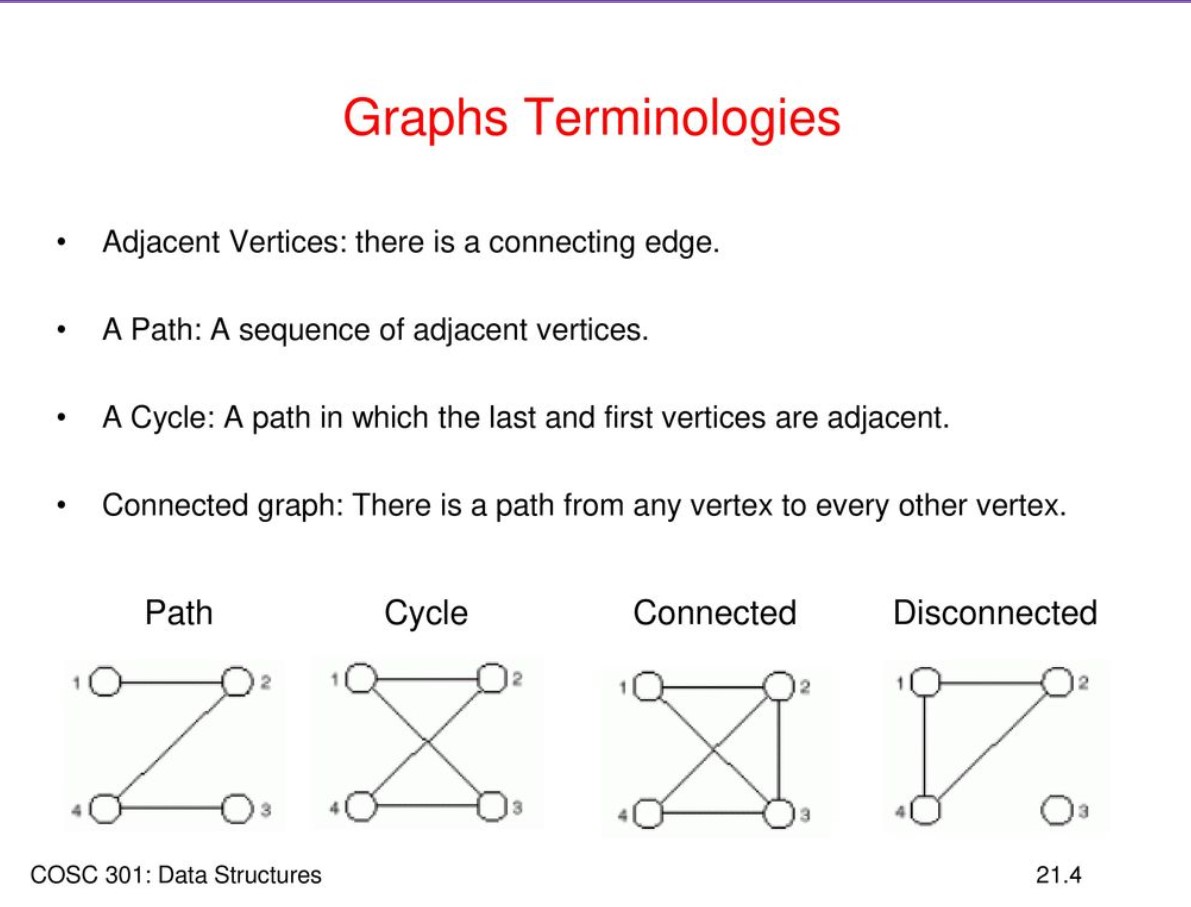 Graphs Terminologies
• Adjacent Vertices: there is a connecting edge.
• A Path: A sequence of adjacent vertices.
• A Cycle: A path in which the last and first vertices are adjacent.
• Connected graph: There is a path from any vertex to every other vertex.
Path Cycle Connected Disconnected
1 2 1 2 1 2 1 2
4 3 4 3 4 3 4 3
COSC 301: Data Structures 21.4